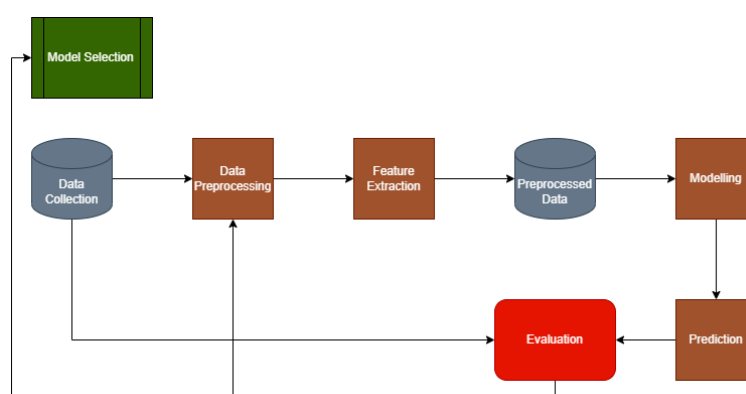 Model Selection
Data
Collection
Data
Preprocessing
Feature
Extraction
Preprocessed
Data
Modelling
Evaluation
Prediction